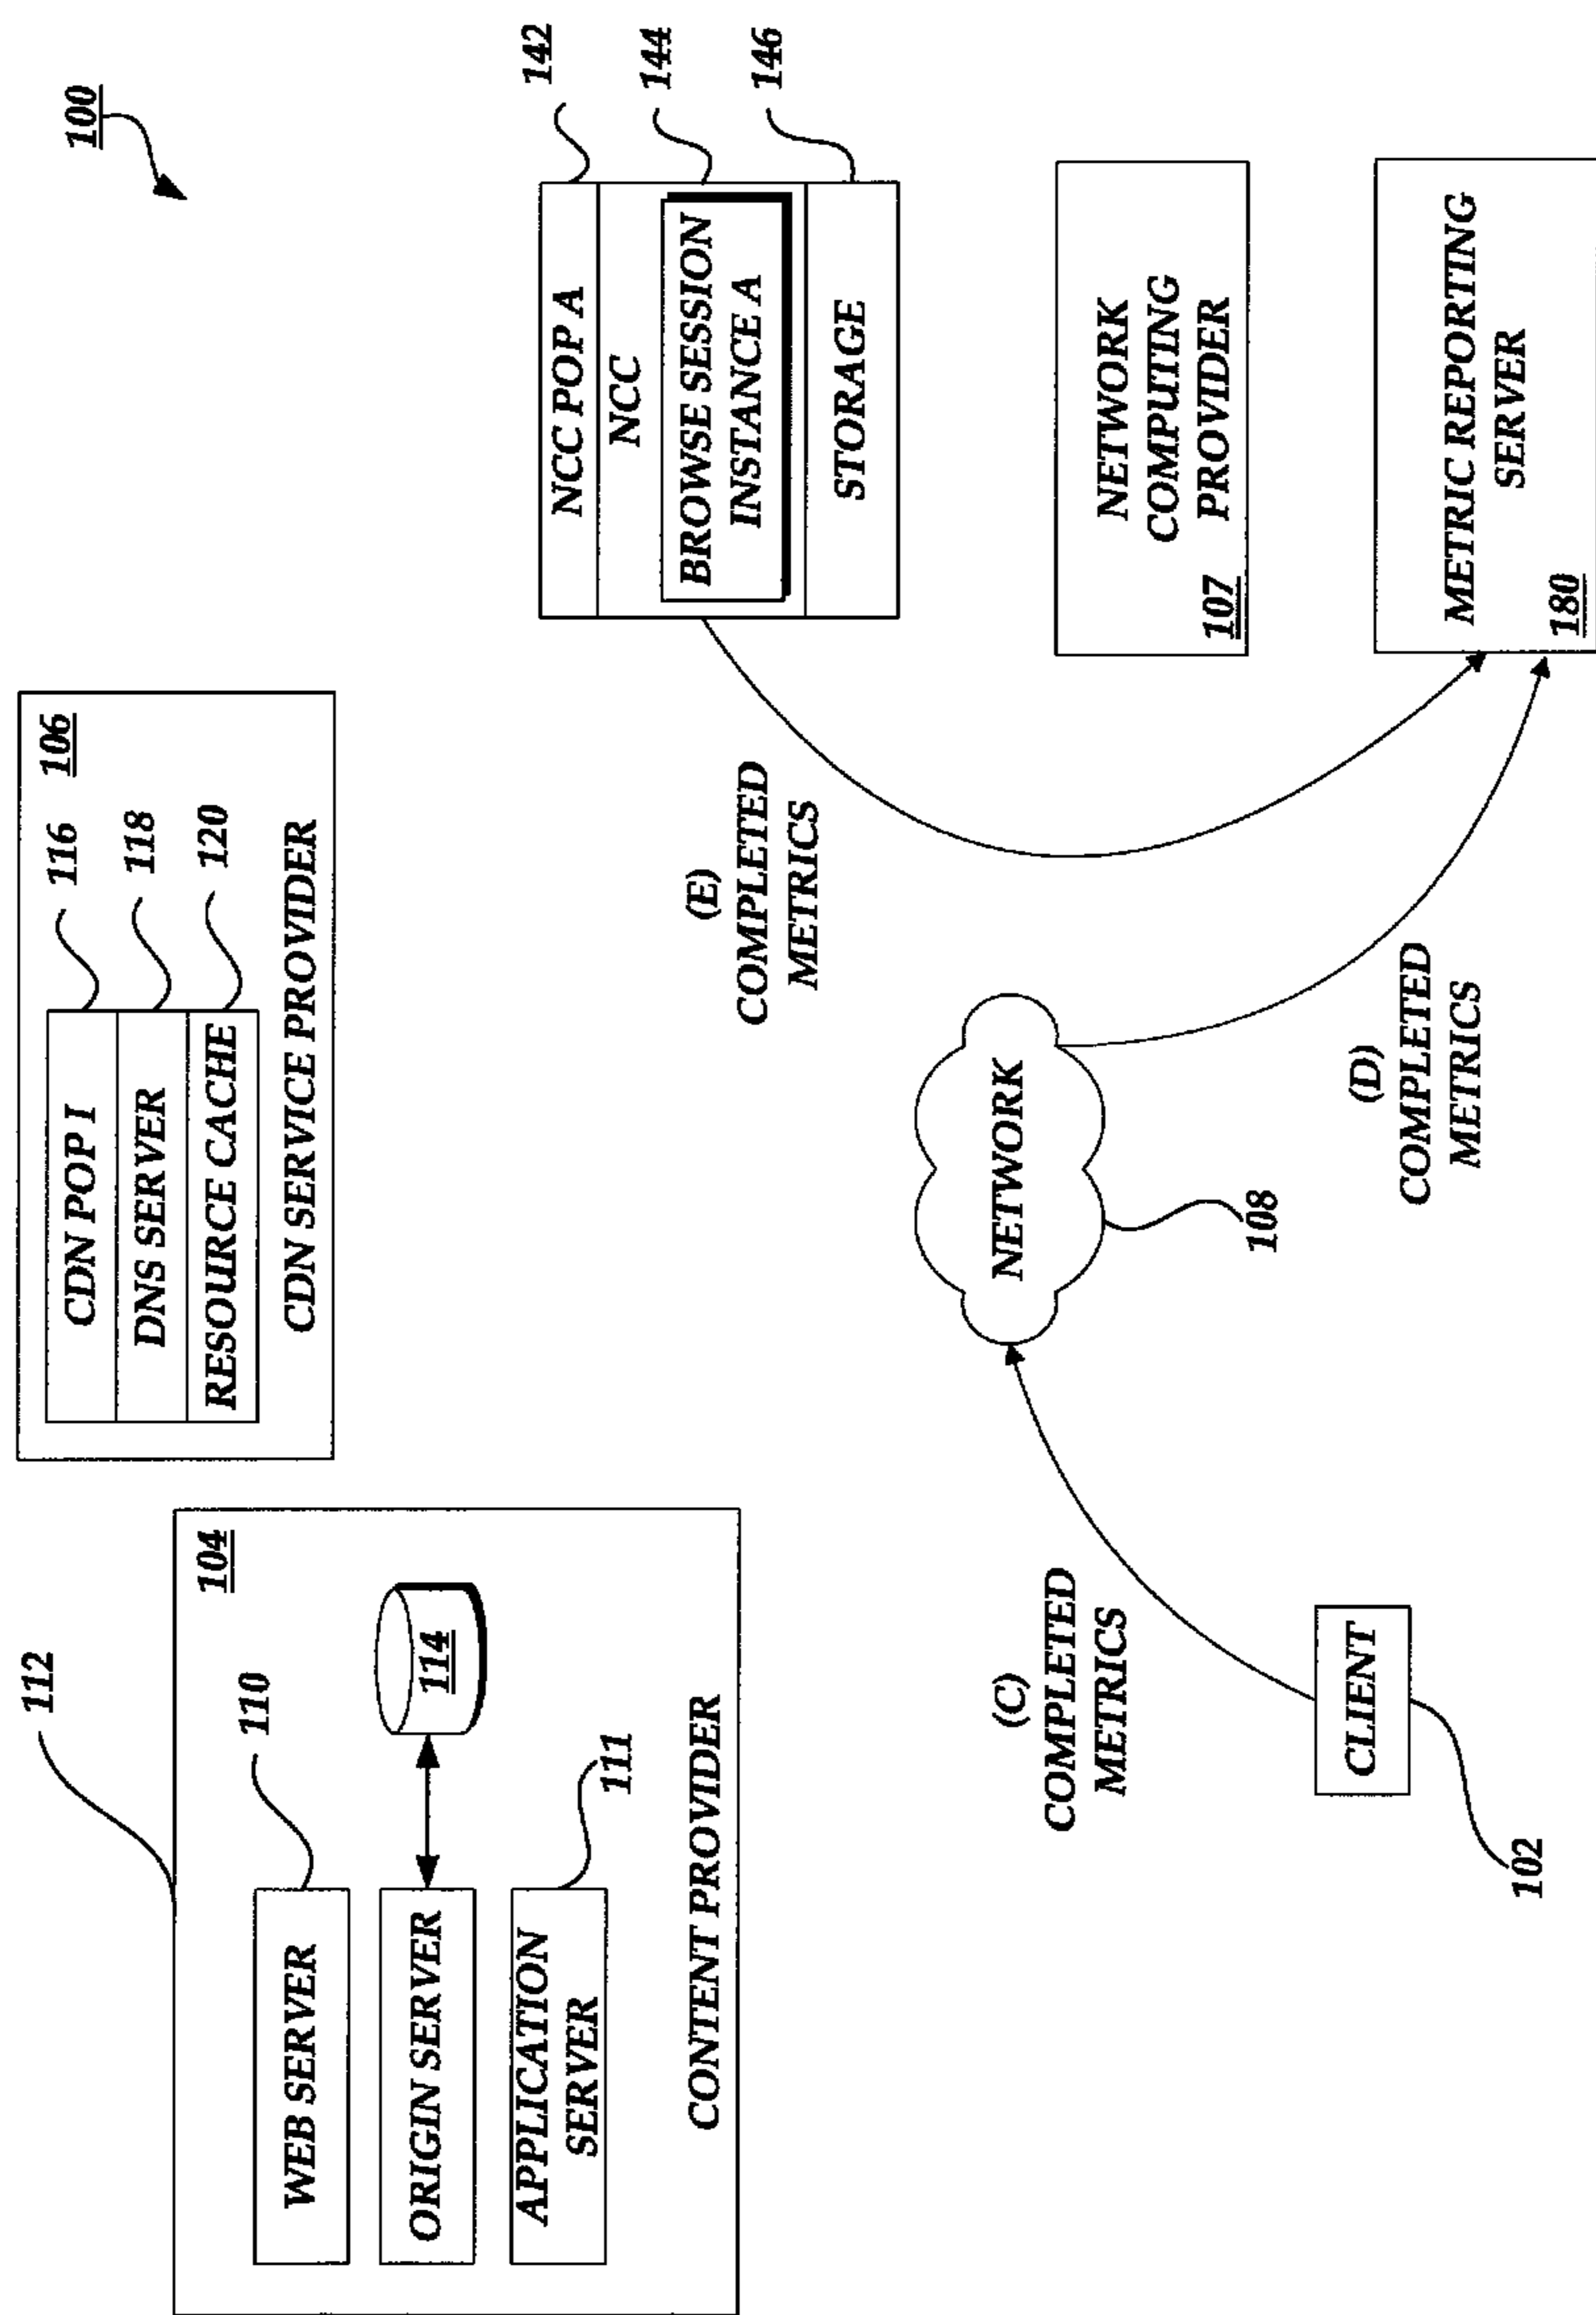 100
112
104
WEB SERVER
110
ORIGIN SERVER
114
APPLICATION
SERVER
111
CONTENT PROVIDER
106
CDN POP 1
116
DNS SERVER
118
RESOURCE CACHE
120
CDN SERVICE PROVIDER
NCC POP A
142
NCC
144
BROWSE SESSION
INSTANCE A
STORAGE
146
(E)
COMPLETED
METRICS
NETWORK
COMPUTING
PROVIDER
107
NETWORK
108
(C)
COMPLETED
METRICS
CLIENT
102
(D)
COMPLETED
METRICS
METRIC REPORTING
SERVER
180